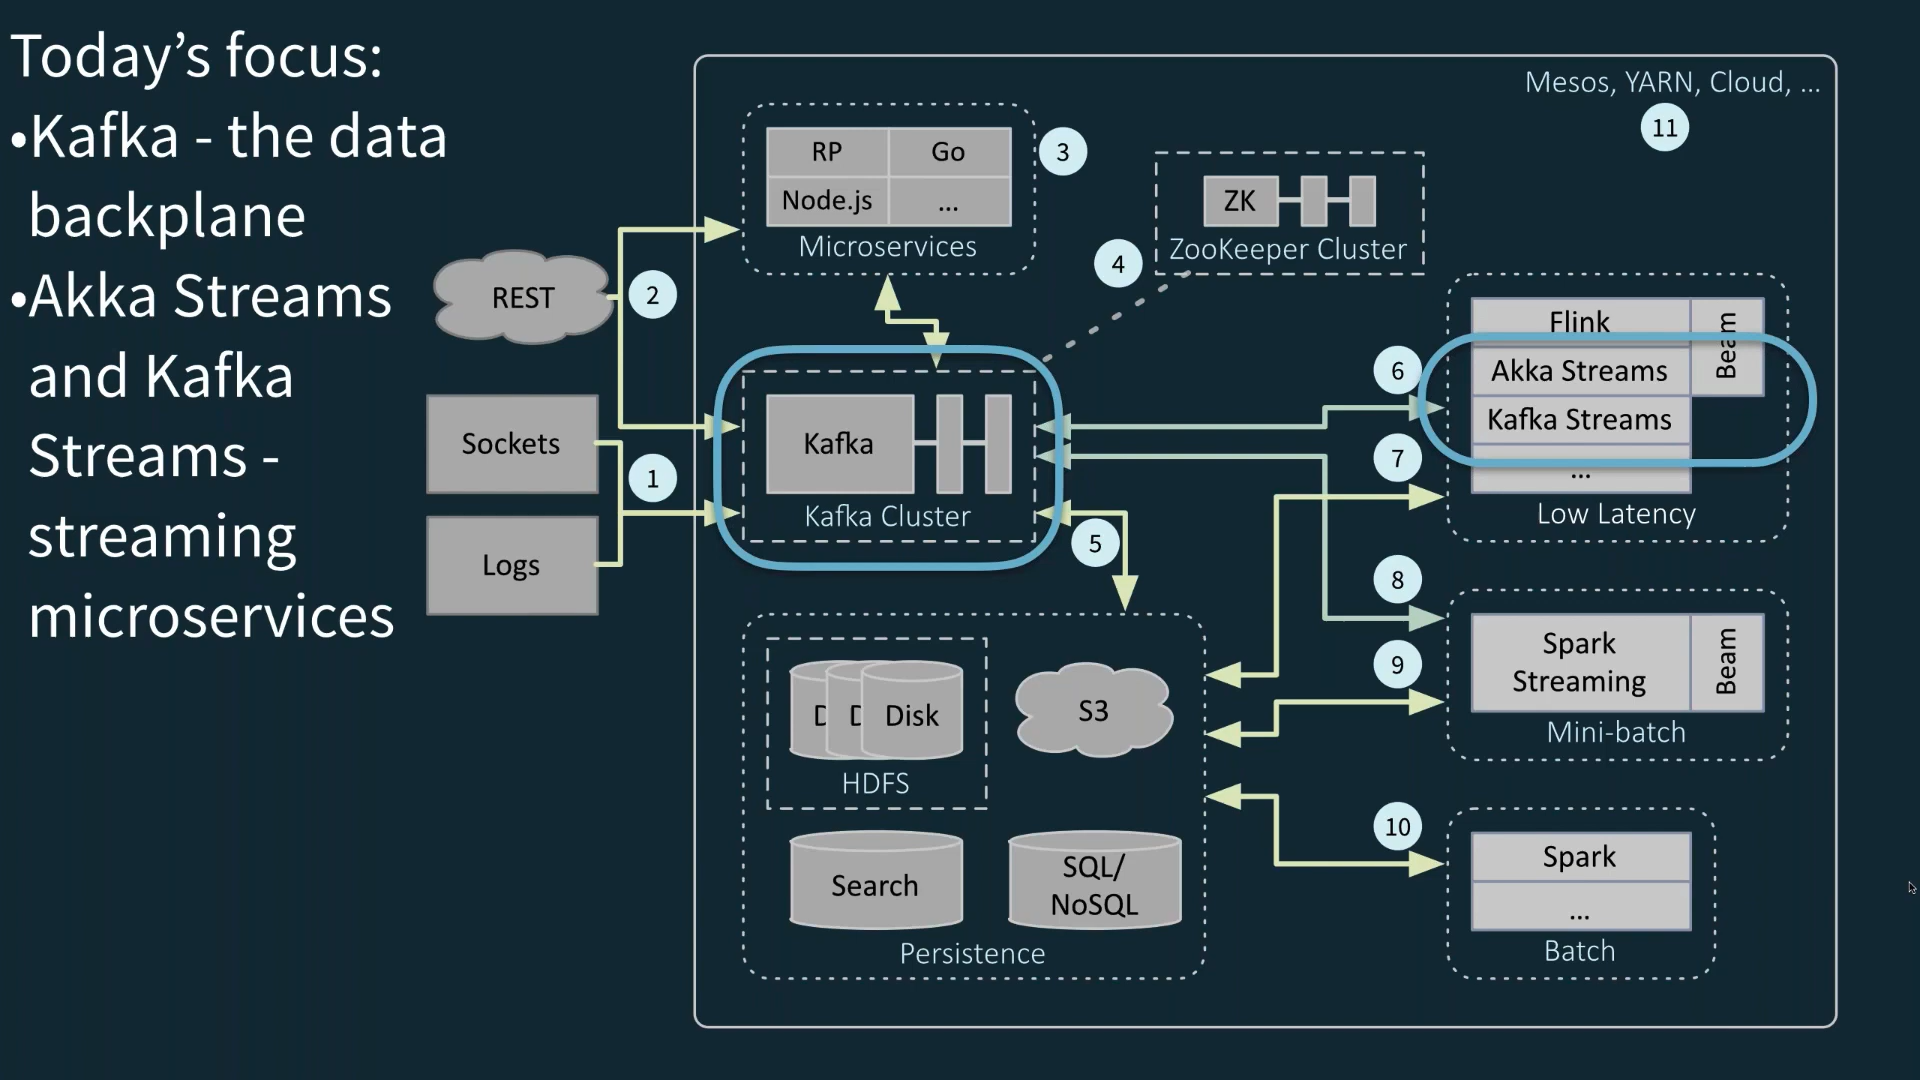 Today’s focus:
•Kafka - the data
backplane
•Akka Streams
and Kafka
Streams -
streaming
microservices
Mesos, YARN, Cloud, ...
11
RP
Go
Node.js
...
Microservices
3
ZK
ZooKeeper Cluster
4
REST
2
Sockets
1
Logs
Kafka
Kafka Cluster
5
6
7
Flink
Akka Streams
Beam
Kafka Streams
...
Low Latency
8
9
Spark
Streaming
Beam
Mini-batch
D
D
Disk
HDFS
S3
Search
SQL/
NoSQL
Persistence
10
Spark
...
Batch